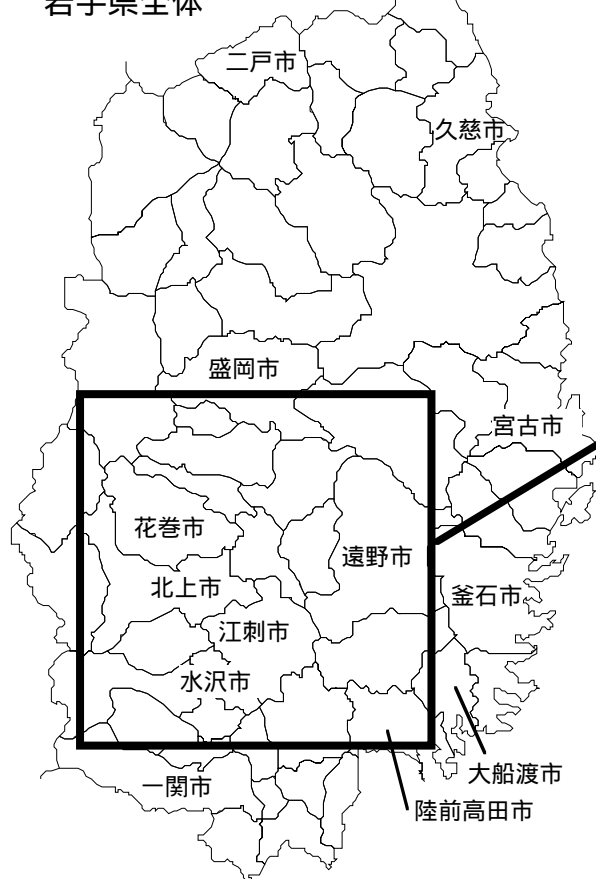 岩手県全体
二戸市
久慈市
盛岡市
宮古市
花巻市
遠野市
北上市
釜石市
江刺市
水沢市
大船渡市
一関市
陸前高田市